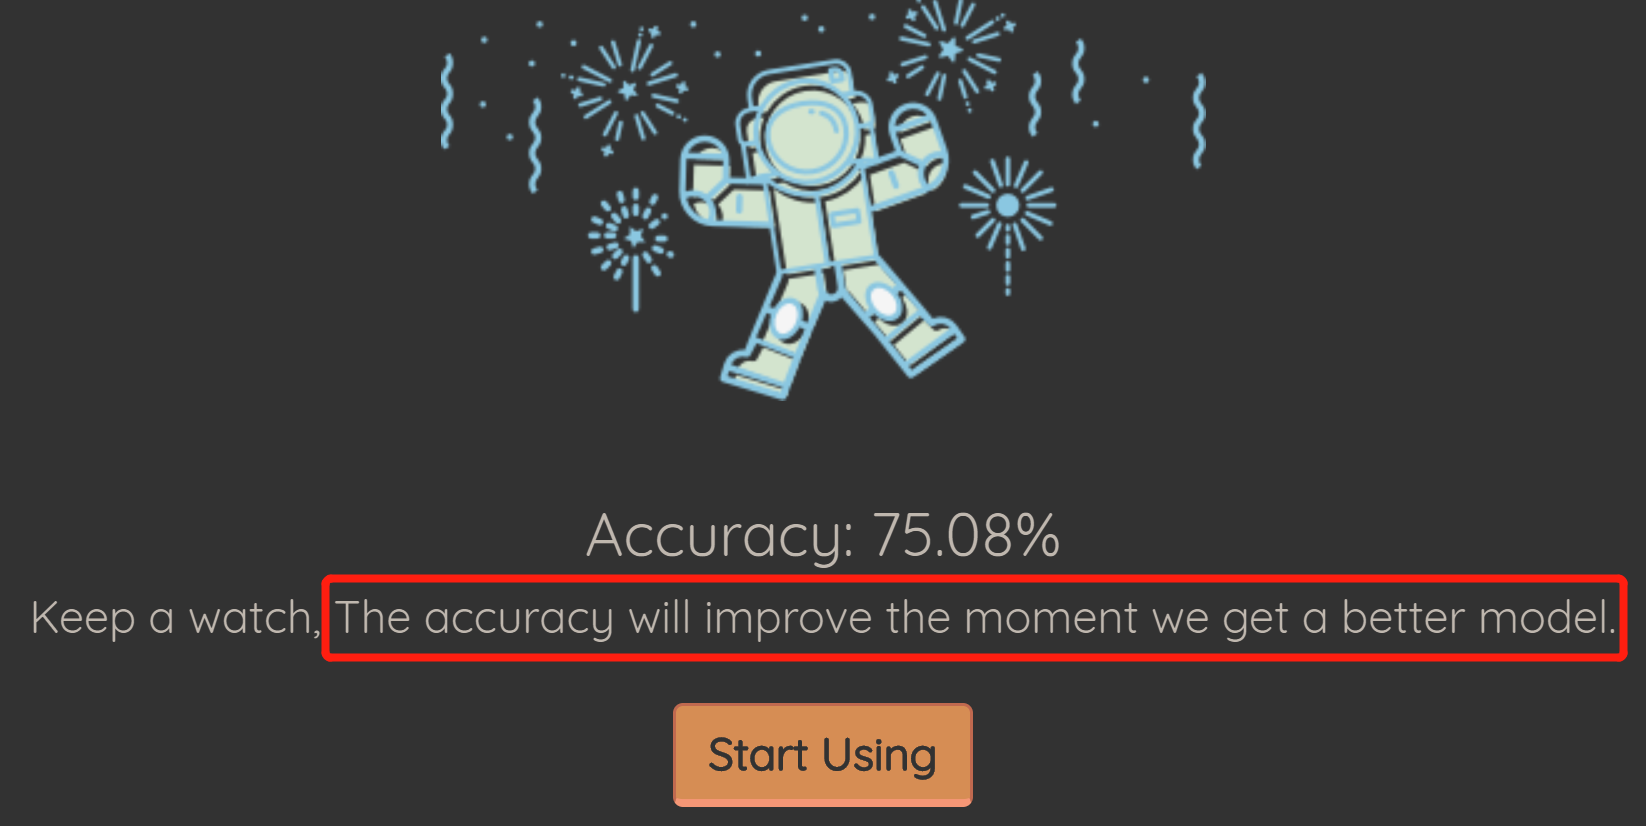 Accuracy: 75.08%
Keep a watch, The accuracy will improve the moment we get a better model.
Start Using